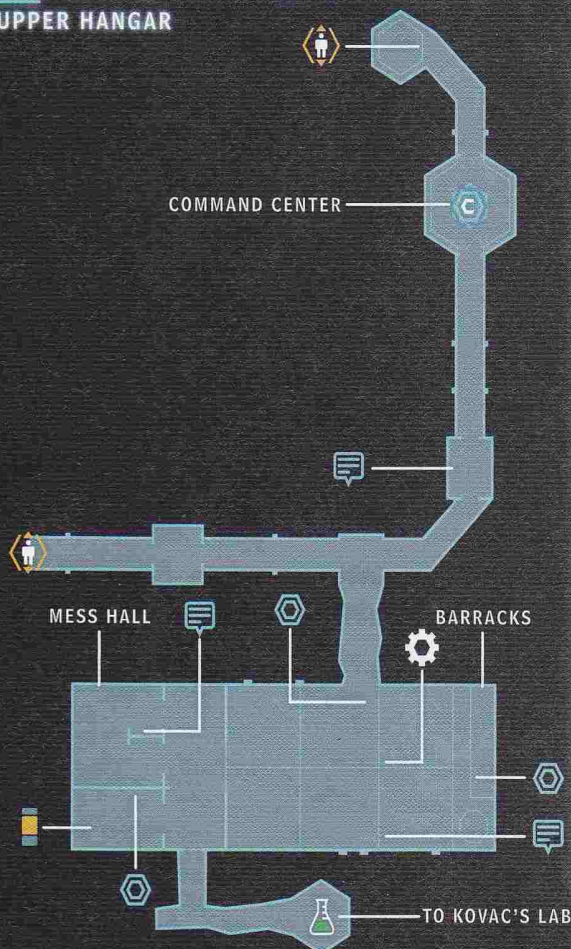 UPPER HANGAR
COMMAND CENTER
C
MESS HALL
BARRACKS
TO KOVAC'S LAB